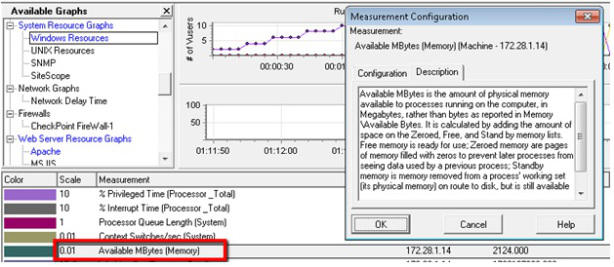 Available Graphs
System Resource Graphs
Windows Resources
UNIX Resources
SNMP
SiteScope
Network Graphs
Network Delay Time
Firewalls
CheckPoint FireWall-1
Web Server Resource Graphs
Apache
MS IIS
Ru
# of Vusers
10
5
00:00:30
00:01
100
50
01:11:50
01:12:00
01:1
Measurement Configuration
Measurement:
Available MBytes (Memory) (Machine - 172.28.1.14)
Configuration
Description
Available MBytes is the amount of physical memory
available to processes running on the computer, in
Megabytes, rather than bytes as reported in Memory
\Available Bytes. It is calculated by adding the amount of
space on the Zeroed, Free, and Stand by memory lists.
Free memory is ready for use; Zeroed memory are pages
of memory filled with zeros to prevent later processes from
seeing data used by a previous process; Standby
memory is memory removed from a process' working set
(its physical memory) on route to disk, but is still available
OK
Cancel
Help
Color
Scale
Measurement
10
% Privileged Time (Processor _Total)
10
% Interrupt Time (Processor _Total)
1
Processor Queue Length (System)
0.01
Context Switches/sec (System)
0.01
Available MBytes (Memory)
172.28.1.14
2124.000